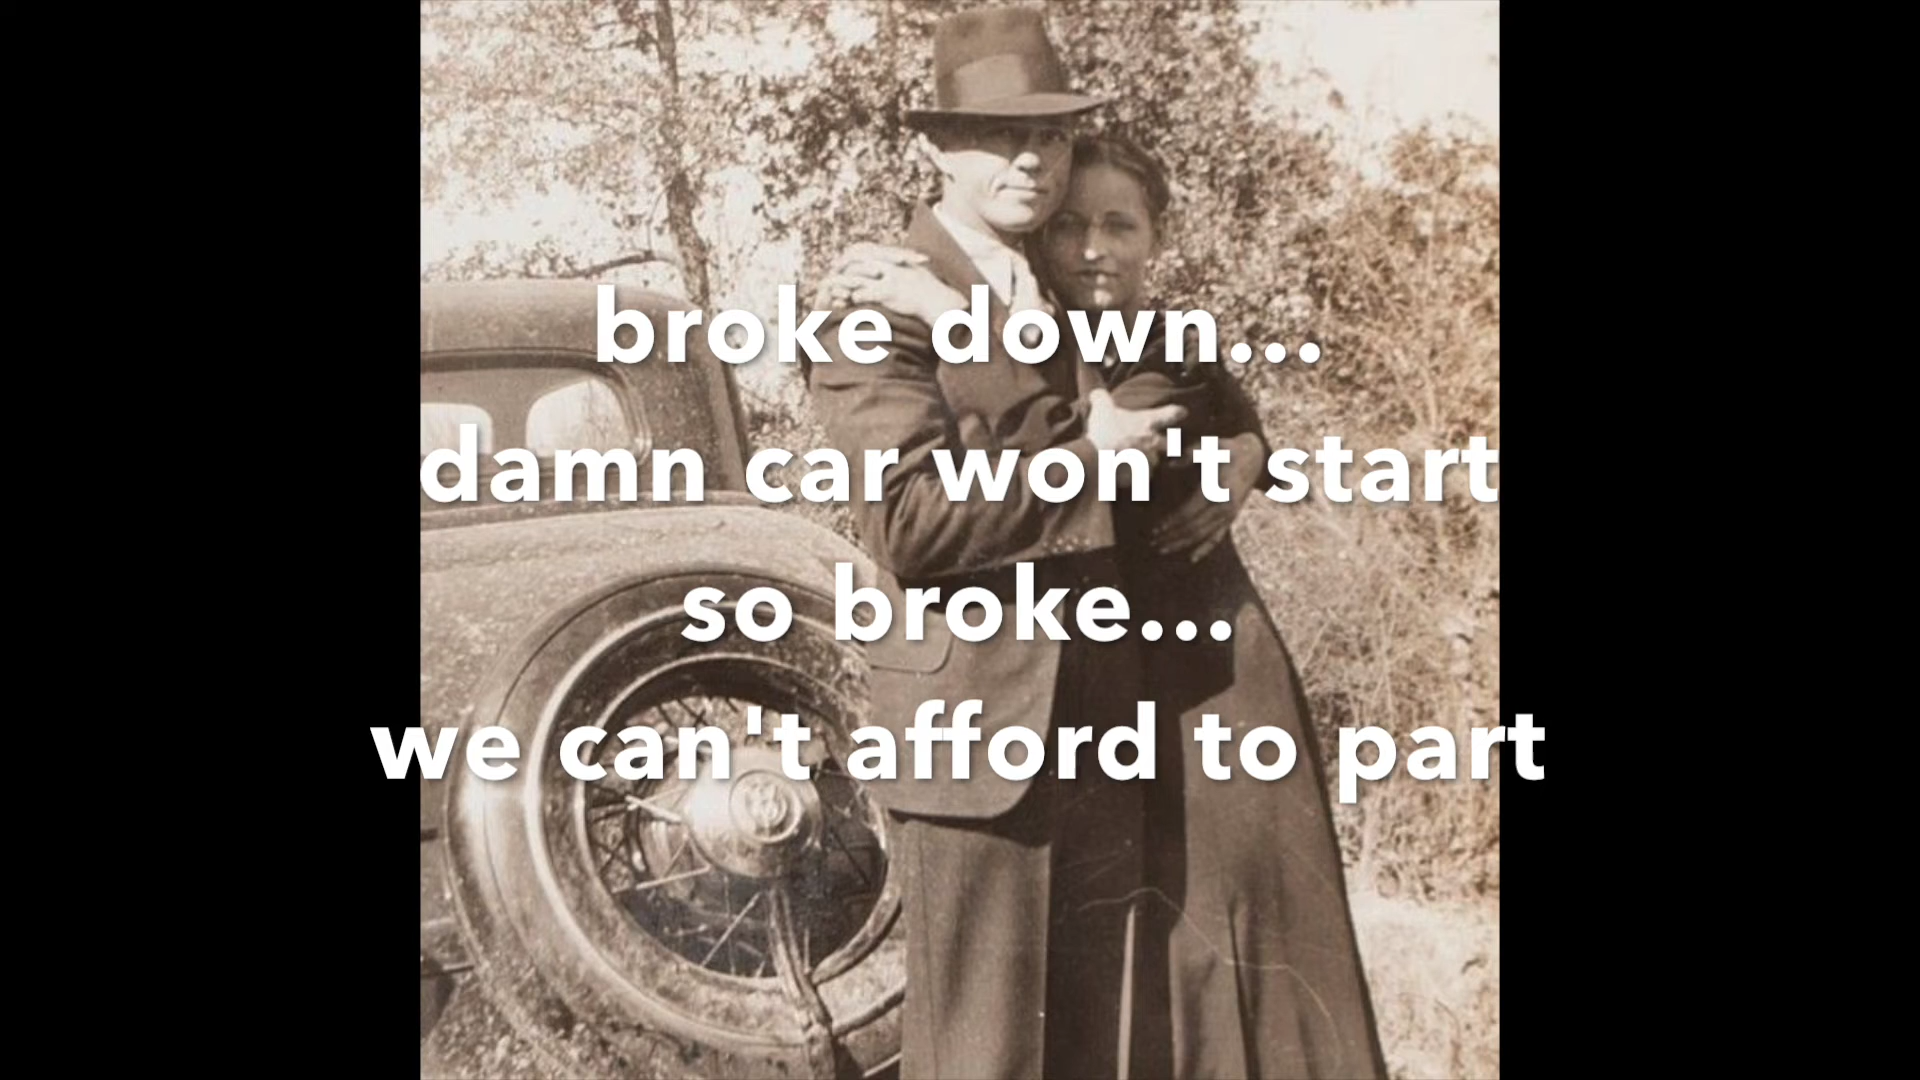 broke down...
damn car won't start
so broke...
we can't afford to part